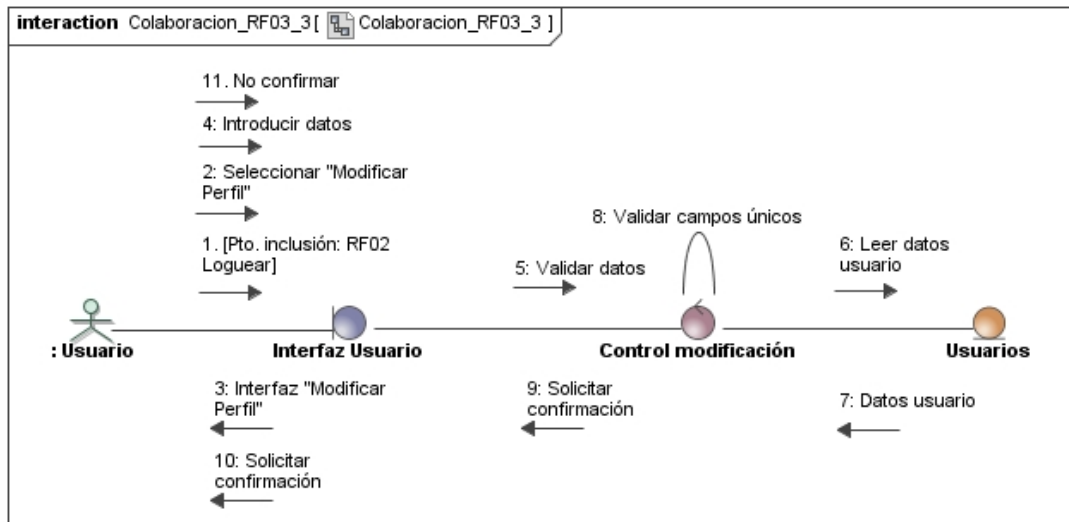 interaction Colaboracion_RF03_3[ Colaboracion_RF03_3 ]
11. No confirmar
4: Introducir datos
2: Seleccionar "Modificar
Perfil"
1. [Pto. inclusión: RF02
Loguear]
5: Validar datos
8: Validar campos únicos
6: Leer datos
usuario
: Usuario
Interfaz Usuario
Control modificación
Usuarios
3: Interfaz "Modificar
Perfil"
10: Solicitar
confirmación
9: Solicitar
confirmación
7: Datos usuario